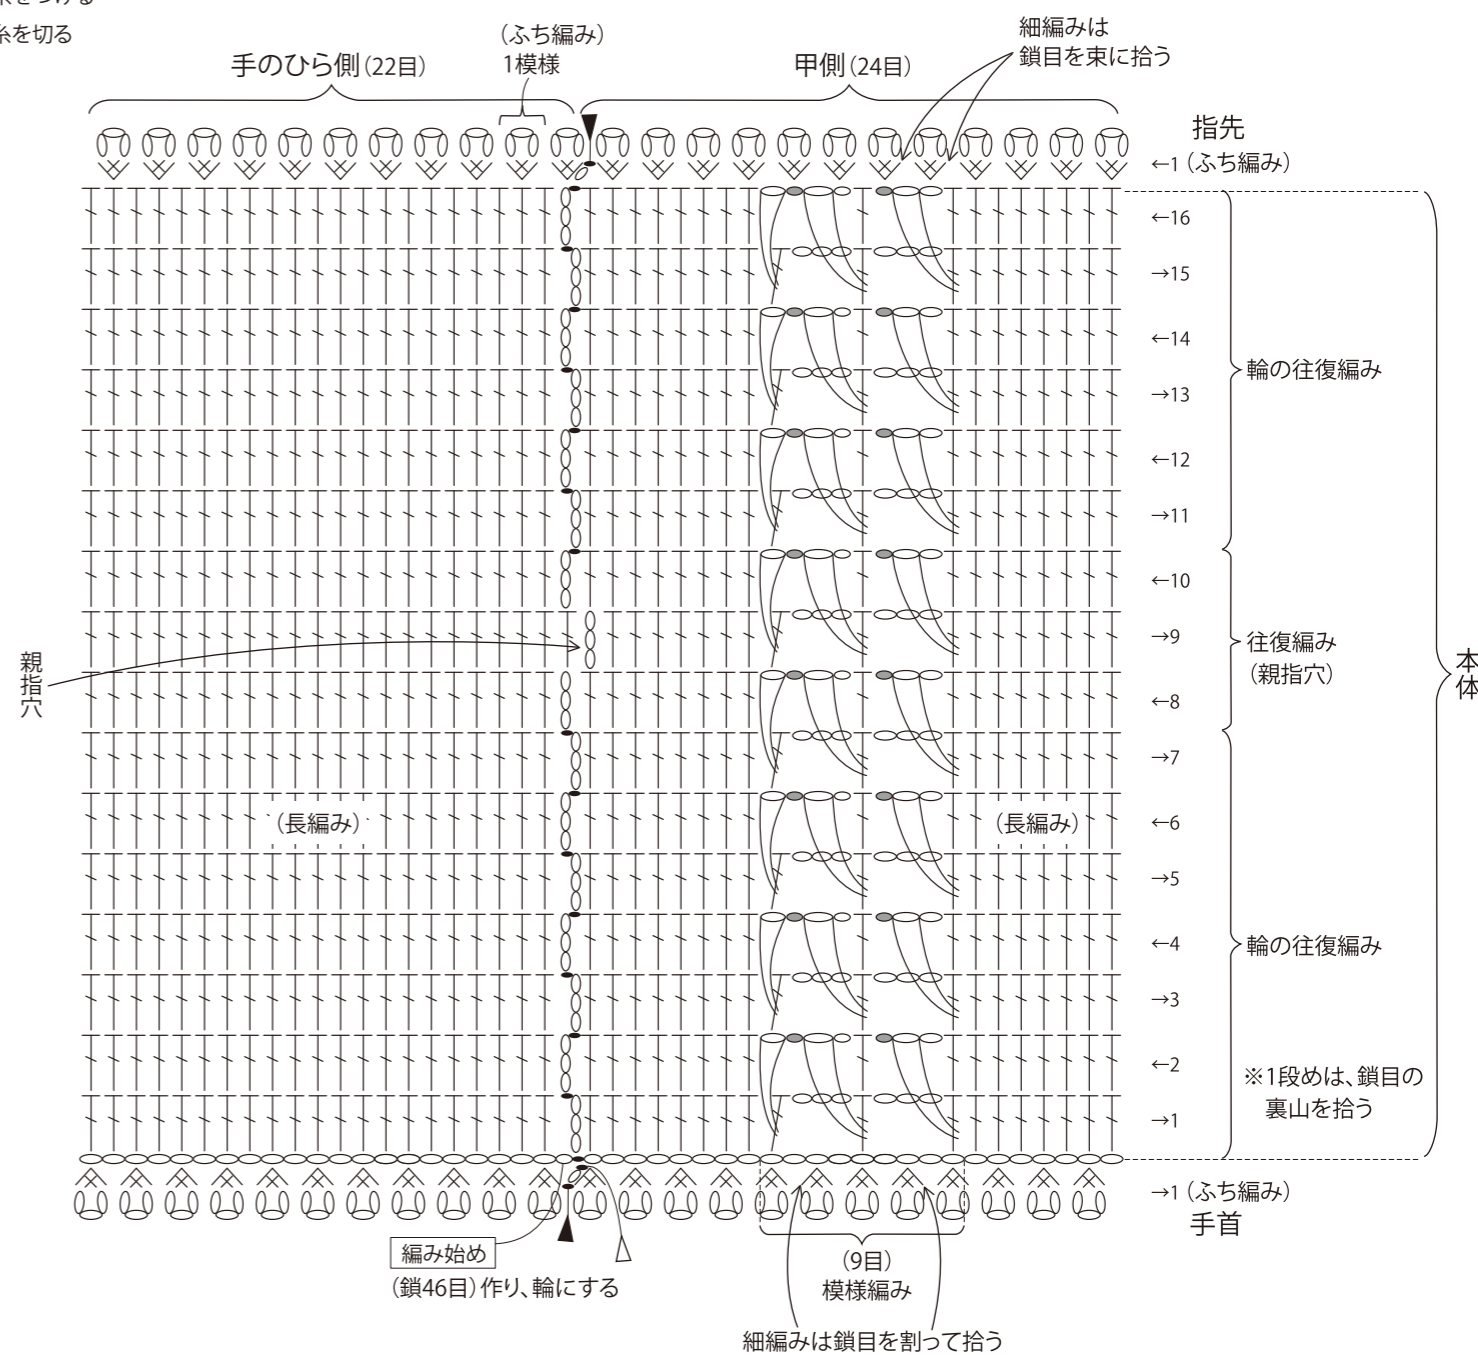 糸を切る
(ふち編み)
1模様
細編みは
鎖目を束に拾う
手のひら側(22目)
甲側(24目)
指先
←1(ふち編み)
←16
→15
←14
輪の往復編み
→13
←12
→11
←10
→9
往復編み
(親指穴)
親指穴
本体
←8
→7
(長編み)
(長編み)
←6
→5
←4
輪の往復編み
→3
←2
※1段めは、鎖目の
裏山を拾う
→1
→1(ふち編み)
手首
編み始め
(鎖46目)作り、輪にする
(9目)
模様編み
細編みは鎖目を割って拾う